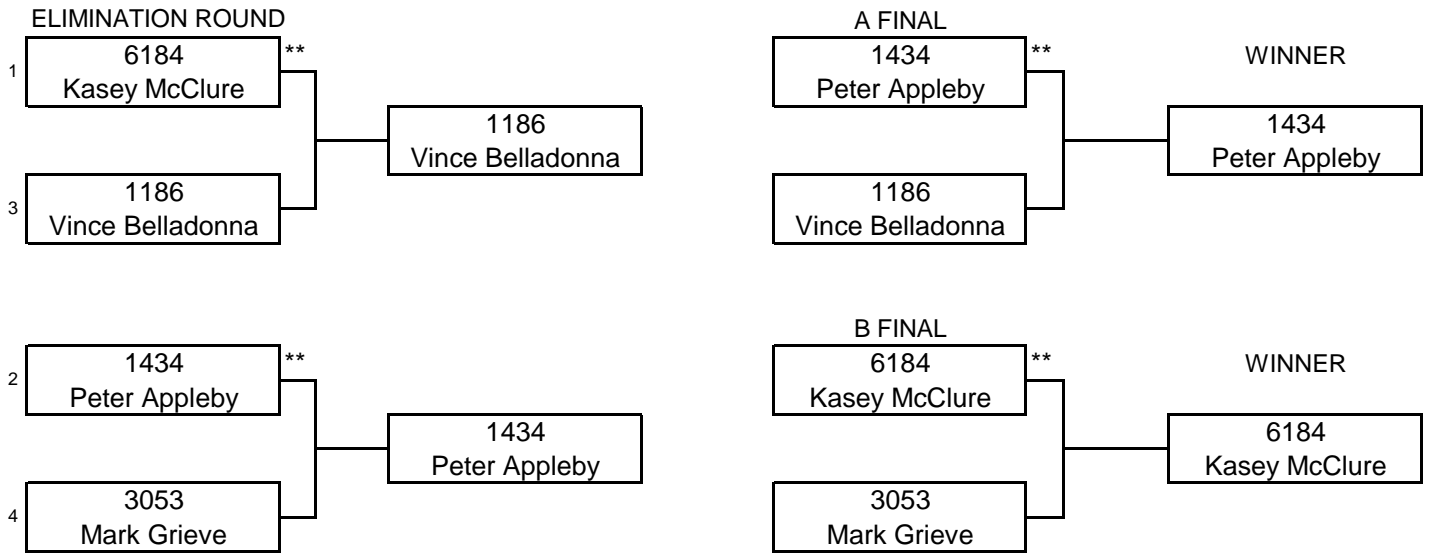 ELIMINATION ROUND
1
6184
**
Kasey McClure
1186
Vince Belladonna
3
1186
Vince Belladonna
2
1434
**
Peter Appleby
1434
Peter Appleby
4
3053
Mark Grieve
A FINAL
1434
**
Peter Appleby
WINNER
1434
Peter Appleby
1186
Vince Belladonna
B FINAL
6184
**
Kasey McClure
WINNER
6184
Kasey McClure
3053
Mark Grieve